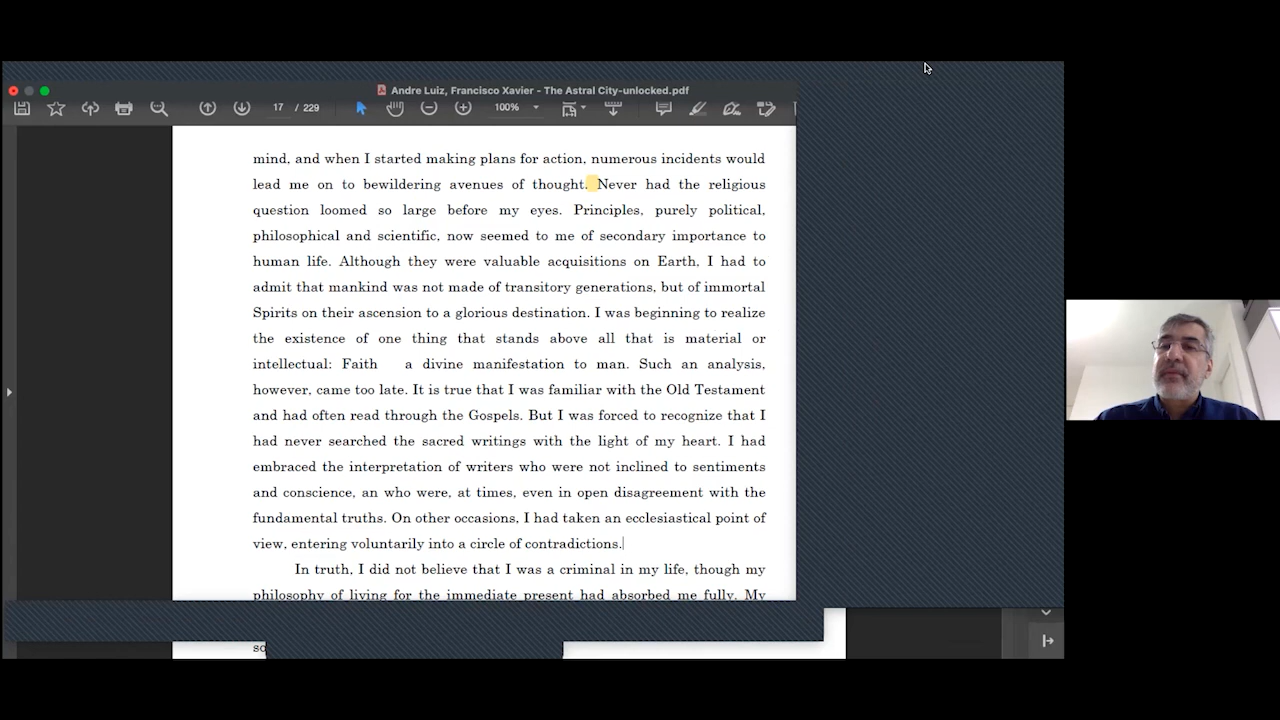 Andre Luiz, Francisco Xavier - The Astral City-unlocked.pdf
17 / 229
100%
mind, and when I started making plans for action, numerous incidents would
lead me on to bewildering avenues of thought. Never had the religious
question loomed so large before my eyes. Principles, purely political,
philosophical and scientific, now seemed to me of secondary importance to
human life. Although they were valuable acquisitions on Earth, I had to
admit that mankind was not made of transitory generations, but of immortal
Spirits on their ascension to a glorious destination. I was beginning to realize
the existence of one thing that stands above all that is material or
intellectual: Faith a divine manifestation to man. Such an analysis,
however, came too late. It is true that I was familiar with the Old Testament
and had often read through the Gospels. But I was forced to recognize that I
had never searched the sacred writings with the light of my heart. I had
embraced the interpretation of writers who were not inclined to sentiments
and conscience, an who were, at times, even in open disagreement with the
fundamental truths. On other occasions, I had taken an ecclesiastical point of
view, entering voluntarily into a circle of contradictions.
In truth, I did not believe that I was a criminal in my life, though my
philosophy of living for the immediate present had absorbed me fully. My
so